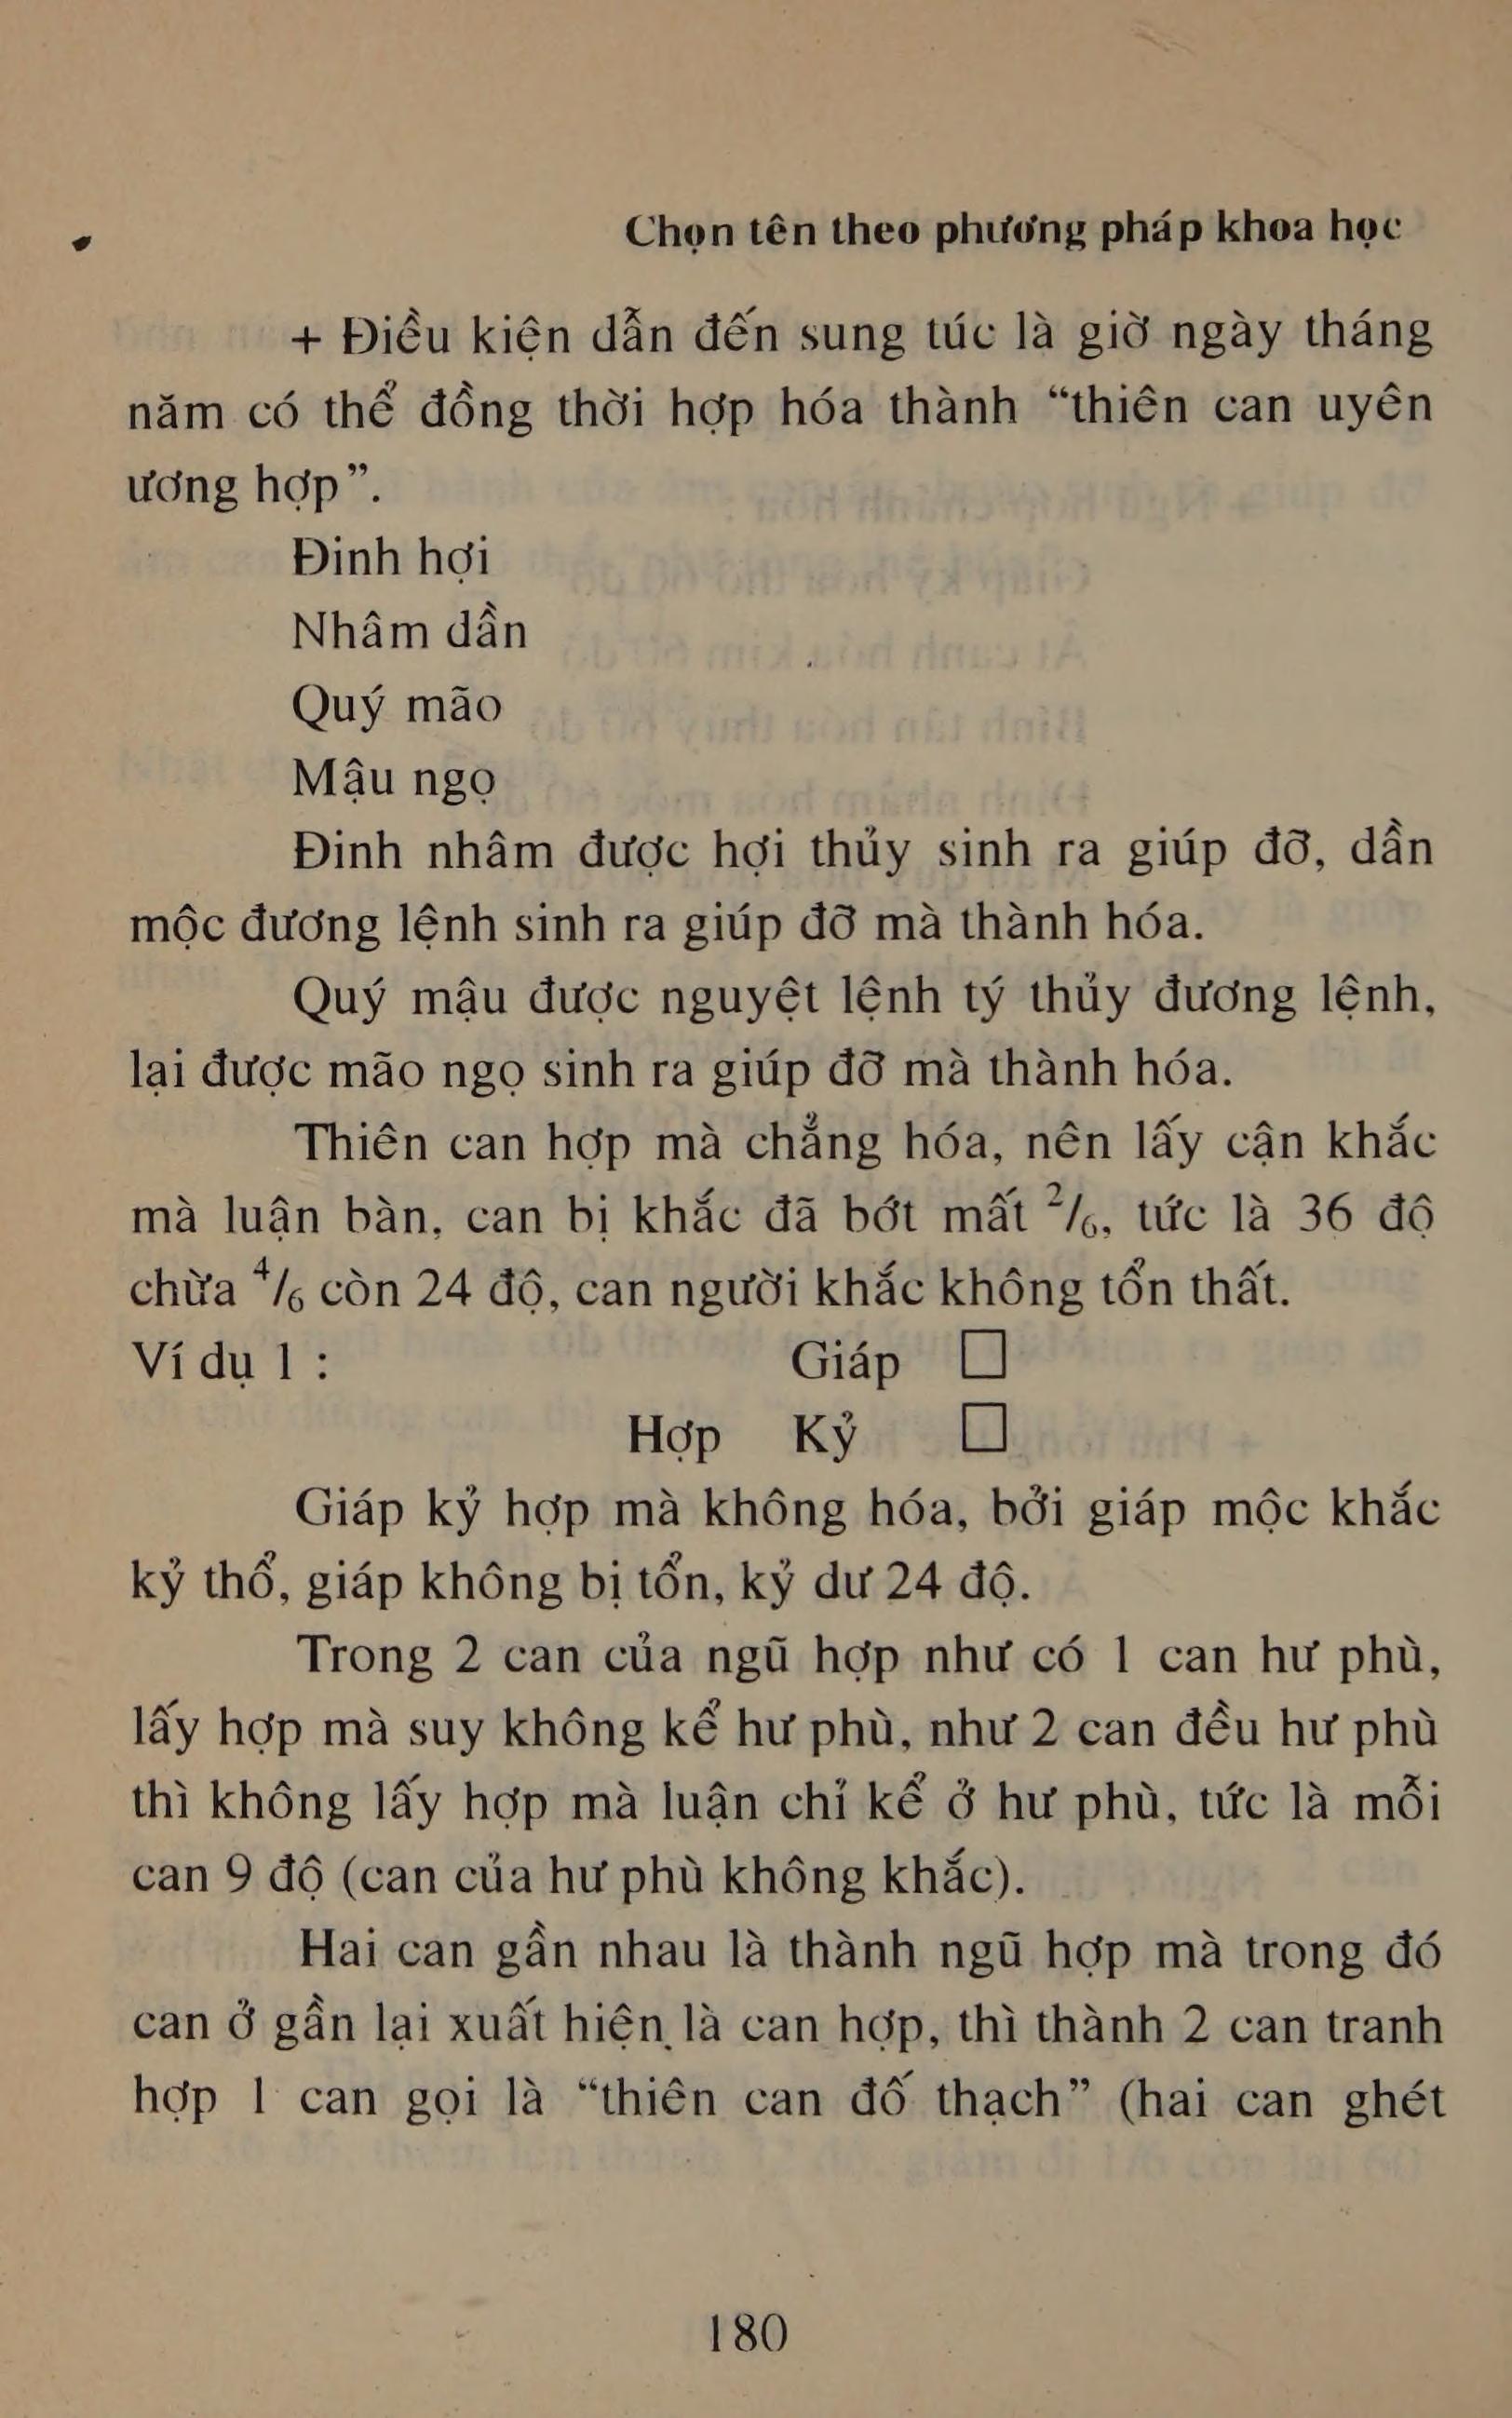 Chọn tên theo phương pháp khoa học
+ Điều kiện dẫn đến sung túc là giờ ngày tháng
năm có thể đồng thời hợp hóa thành “thiên can uyên
ương hợp”.
Đinh hợi
Nhâm dần
Quý mão
Mậu ngọ
Đinh nhâm được hợi thủy sinh ra giúp đỡ, dần
mộc đương lệnh sinh ra giúp đỡ mà thành hóa.
Quý mậu được nguyệt lệnh tý thủy đương lệnh,
lại được mão ngọ sinh ra giúp đỡ mà thành hóa.
Thiên can hợp mà chẳng hóa, nên lấy cận khắc
mà luận bàn, can bị khắc đã bớt mất ²/₆, tức là 36 độ
chừa ⁴/₆ còn 24 độ, can người khắc không tổn thất.
Ví dụ 1 : Giáp □
Hợp Kỷ □
Giáp kỷ hợp mà không hóa, bởi giáp mộc khắc
kỷ thổ, giáp không bị tổn, kỷ dư 24 độ.
Trong 2 can của ngũ hợp như có 1 can hư phù,
lấy hợp mà suy không kể hư phù, như 2 can đều hư phù
thì không lấy hợp mà luận chỉ kể ở hư phù, tức là mỗi
can 9 độ (can của hư phù không khắc).
Hai can gần nhau là thành ngũ hợp mà trong đó
can ở gần lại xuất hiện là can hợp, thì thành 2 can tranh
hợp 1 can gọi là “thiên can đố thạch” (hai can ghét
180